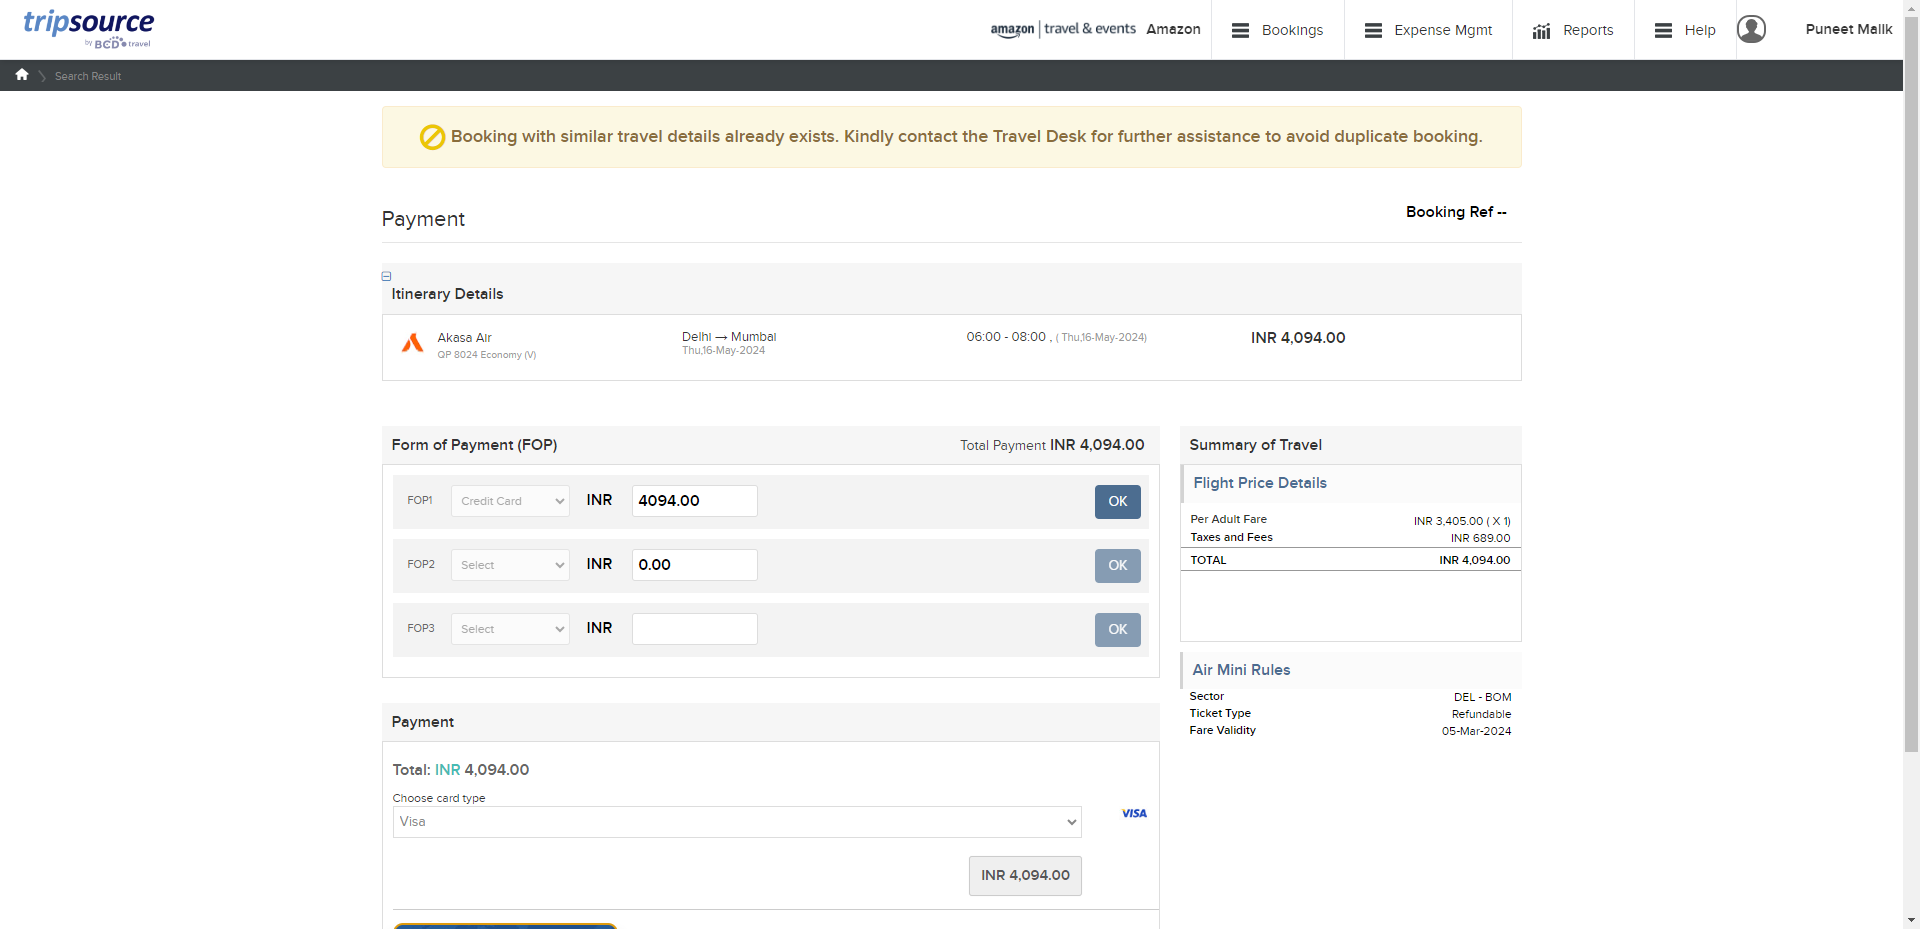 tripsource
by BCD travel
amazon | travel & events Amazon
Bookings
Expense Mgmt
Reports
Help
Puneet Malik
Search Result
Booking with similar travel details already exists. Kindly contact the Travel Desk for further assistance to avoid duplicate booking.
Payment
Booking Ref --
Itinerary Details
Akasa Air
QP 8024 Economy (V)
Delhi → Mumbai
Thu,16-May-2024
06:00 - 08:00 , ( Thu,16-May-2024)
INR 4,094.00
Form of Payment (FOP)
Total Payment INR 4,094.00
FOP1 Credit Card INR 4094.00 OK
FOP2 Select INR 0.00 OK
FOP3 Select INR OK
Summary of Travel
Flight Price Details
Per Adult Fare INR 3,405.00 ( X 1)
Taxes and Fees INR 689.00
TOTAL INR 4,094.00
Air Mini Rules
Sector DEL - BOM
Ticket Type Refundable
Fare Validity 05-Mar-2024
Payment
Total: INR 4,094.00
Choose card type
Visa
VISA
INR 4,094.00